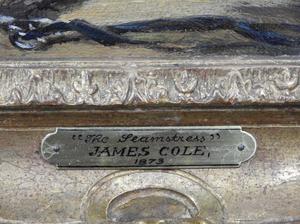 "The Seamstress"
JAMES COLE,
1873